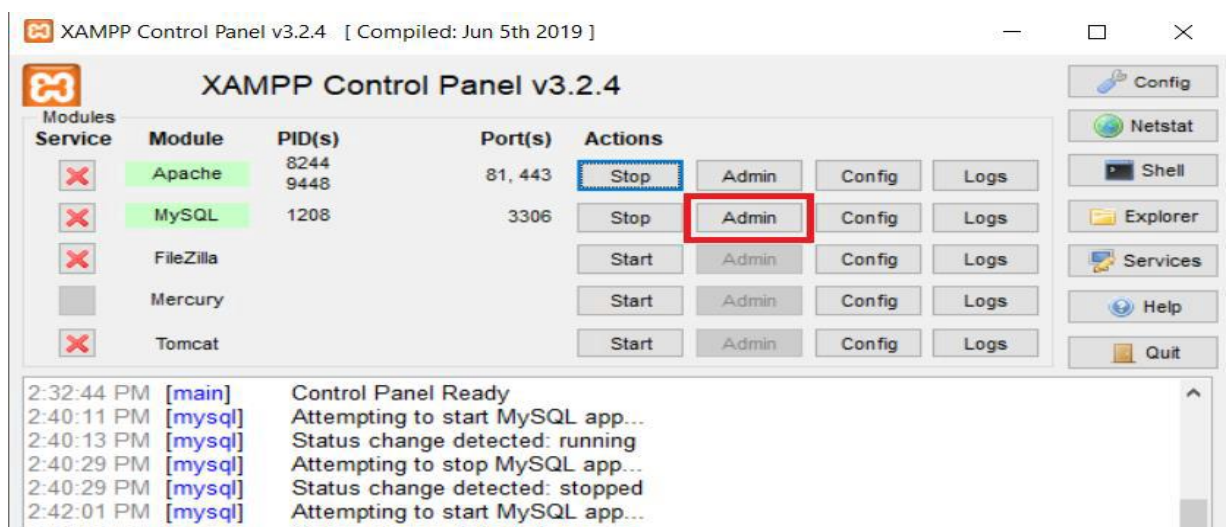 XAMPP Control Panel v3.2.4 [ Compiled: Jun 5th 2019 ]
XAMPP Control Panel v3.2.4
Config
Modules
Netstat
Service Module PID(s) Port(s) Actions
Apache 8244 9448 81, 443 Stop Admin Config Logs
Shell
MySQL 1208 3306 Stop Admin Config Logs
Explorer
FileZilla Start Admin Config Logs
Services
Mercury Start Admin Config Logs
Help
Tomcat Start Admin Config Logs
Quit
2:32:44 PM [main] Control Panel Ready
2:40:11 PM [mysql] Attempting to start MySQL app...
2:40:13 PM [mysql] Status change detected: running
2:40:29 PM [mysql] Attempting to stop MySQL app...
2:40:29 PM [mysql] Status change detected: stopped
2:42:01 PM [mysql] Attempting to start MySQL app...